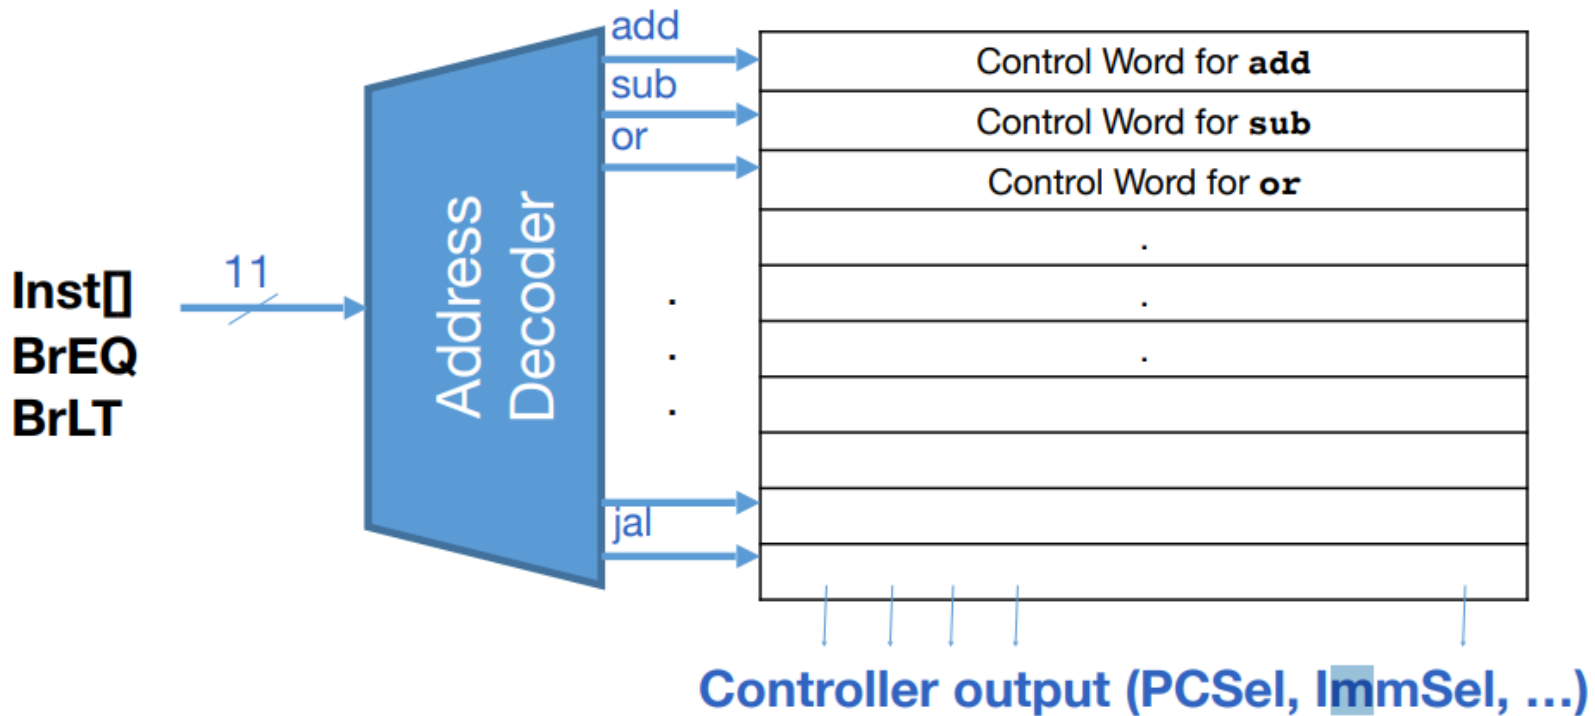 add
Control Word for add
sub
Control Word for sub
or
Control Word for or
Address
Decoder
11
Inst[]
BrEQ
BrLT
.
.
.
.
.
.
jal
Controller output (PCSel, ImmSel, ...)